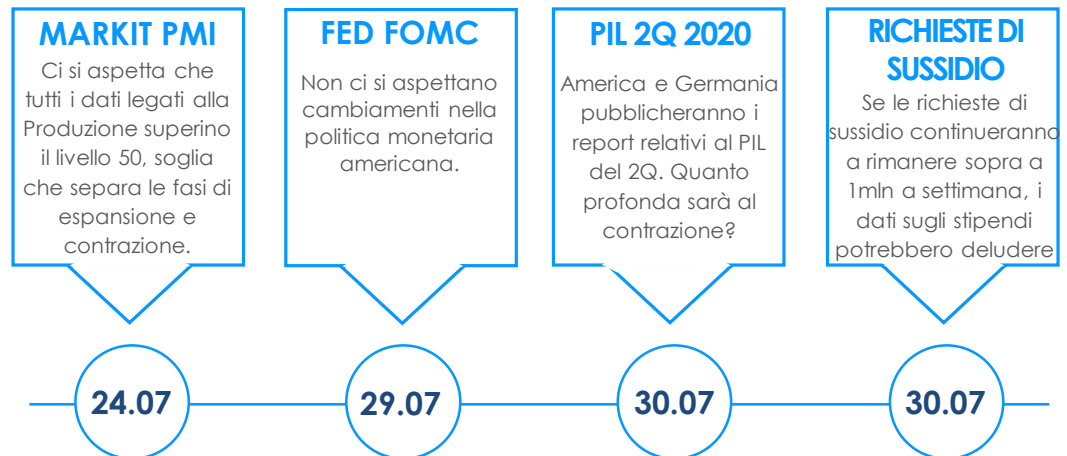 MARKIT PMI
Ci si aspetta che
tutti i dati legati alla
Produzione superino
il livello 50, soglia
che separa le fasi di
espansione e
contrazione.
FED FOMC
Non ci si aspettano
cambiamenti nella
politica monetaria
americana.
PIL 2Q 2020
America e Germania
pubblicheranno i
report relativi al PIL
del 2Q. Quanto
profonda sarà al
contrazione?
RICHIESTE DI
SUSSIDIO
Se le richieste di
sussidio continueranno
a rimanere sopra a
1mln a settimana, i
dati sugli stipendi
potrebbero deludere
24.07
29.07
30.07
30.07